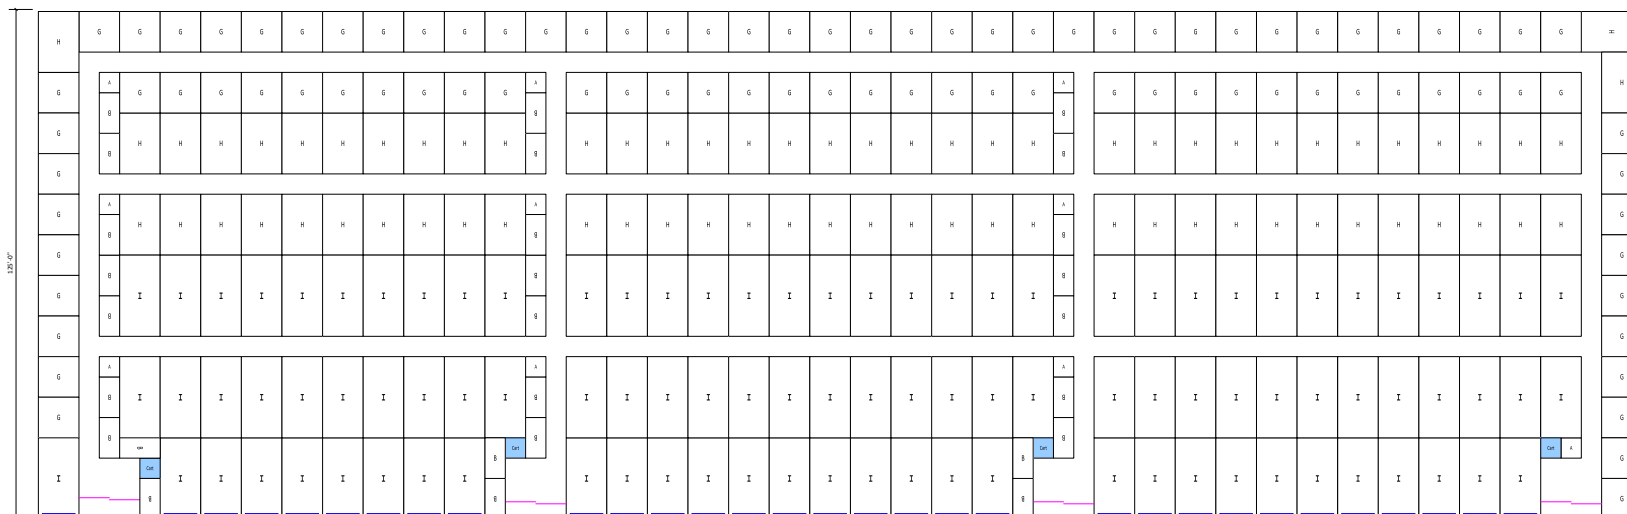 H G G G G G G G G G G G G G G G G G G G G G G G G G G G G G G G G G G G G G H
A A A H
G G G G G G G G G G G G G G G G G G G G G G G G G G G G G G G G G G G
B B B
G G
H H H H H H H H H H H H H H H H H H H H H H H H H H H H H H H H H H
B B B
G G
A A A
G G
H H H H H H H H H H H H H H H H H H H H H H H H H H H H H H H H H H
B B B
125'-0"
G G
B B B
G I I I I I I I I I I I I I I I I I I I I I I I I I I I I I I I I I I G
B B B
G G
A A A
G G
B I I I I I I I I I I B I I I I I I I I I I I I B I I I I I I I I I I I I
G G
B B B
B Cart Cart Cart A
B B G
Cart
I I I I I I I I I I I I I I I I I I I I I I I I I I I I I I I
B B B G